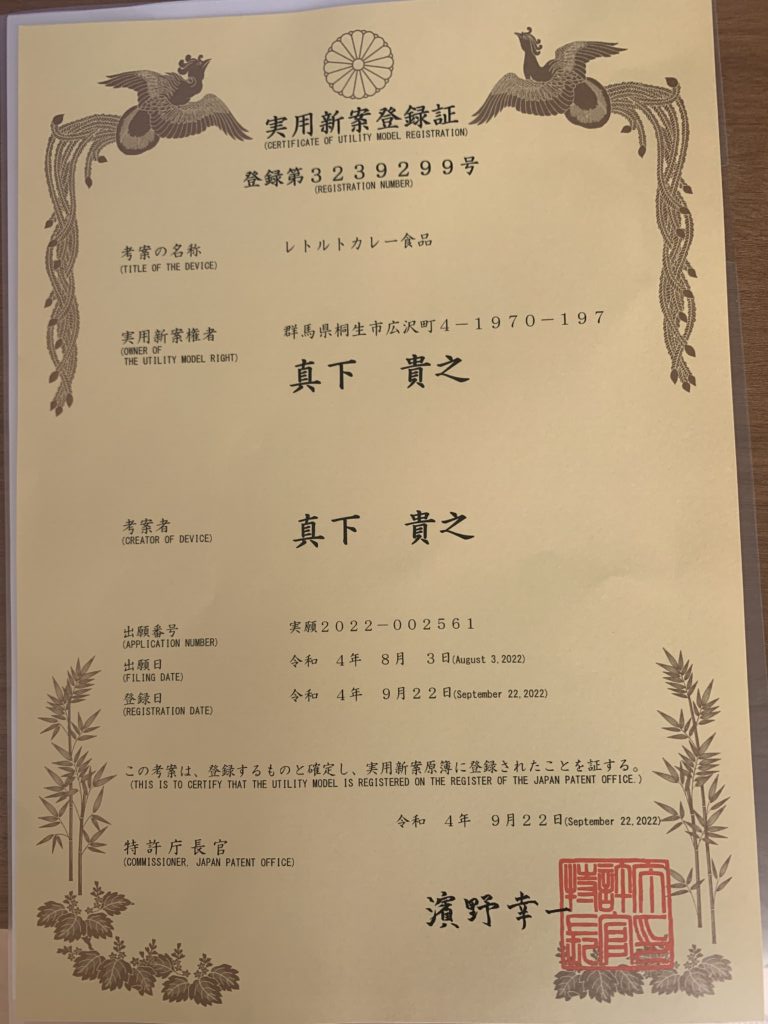 実用新案登録証
(CERTIFICATE OF UTILITY MODEL REGISTRATION)
登録第3239299号
(REGISTRATION NUMBER)
考案の名称 レトルトカレー食品
(TITLE OF THE DEVICE)
実用新案権者 群馬県桐生市広沢町4-1970-197
(OWNER OF
THE UTILITY MODEL RIGHT)
真下 貴之
考案者 真下 貴之
(CREATOR OF DEVICE)
出願番号 実願2022-002561
(APPLICATION NUMBER)
出願日 令和 4年 8月 3日(August 3,2022)
(FILING DATE)
登録日 令和 4年 9月22日(September 22,2022)
(REGISTRATION DATE)
この考案は、登録するものと確定し、実用新案原簿に登録されたことを証する。
(THIS IS TO CERTIFY THAT THE UTILITY MODEL IS REGISTERED ON THE REGISTER OF THE JAPAN PATENT OFFICE.)
令和 4年 9月22日(September 22,2022)
特許庁長官
(COMMISSIONER, JAPAN PATENT OFFICE)
濱野幸一
特許庁長官之印